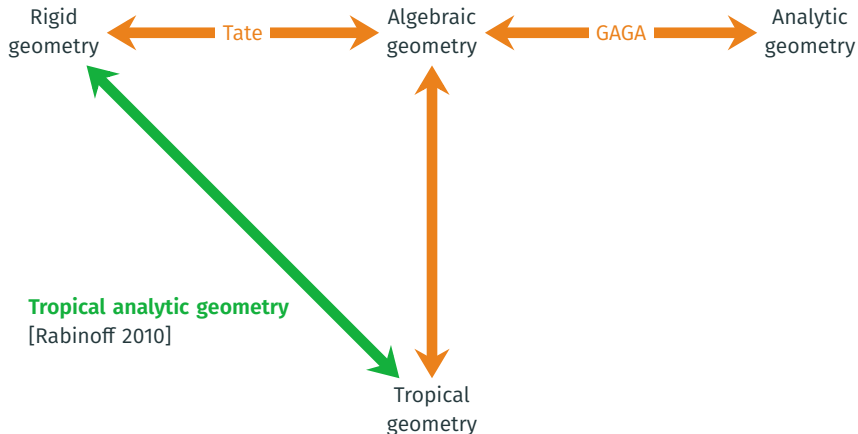 Rigid
geometry
Tate
Algebraic
geometry
GAGA
Analytic
geometry
Tropical analytic geometry
[Rabinoff 2010]
Tropical
geometry